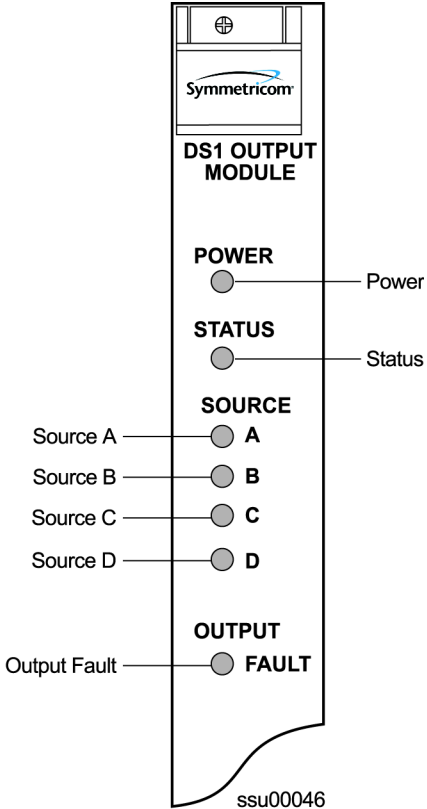 Symmetricom
DS1 OUTPUT
MODULE
POWER
Power
STATUS
Status
SOURCE
Source A
A
Source B
B
Source C
C
Source D
D
OUTPUT
Output Fault
FAULT
ssu00046